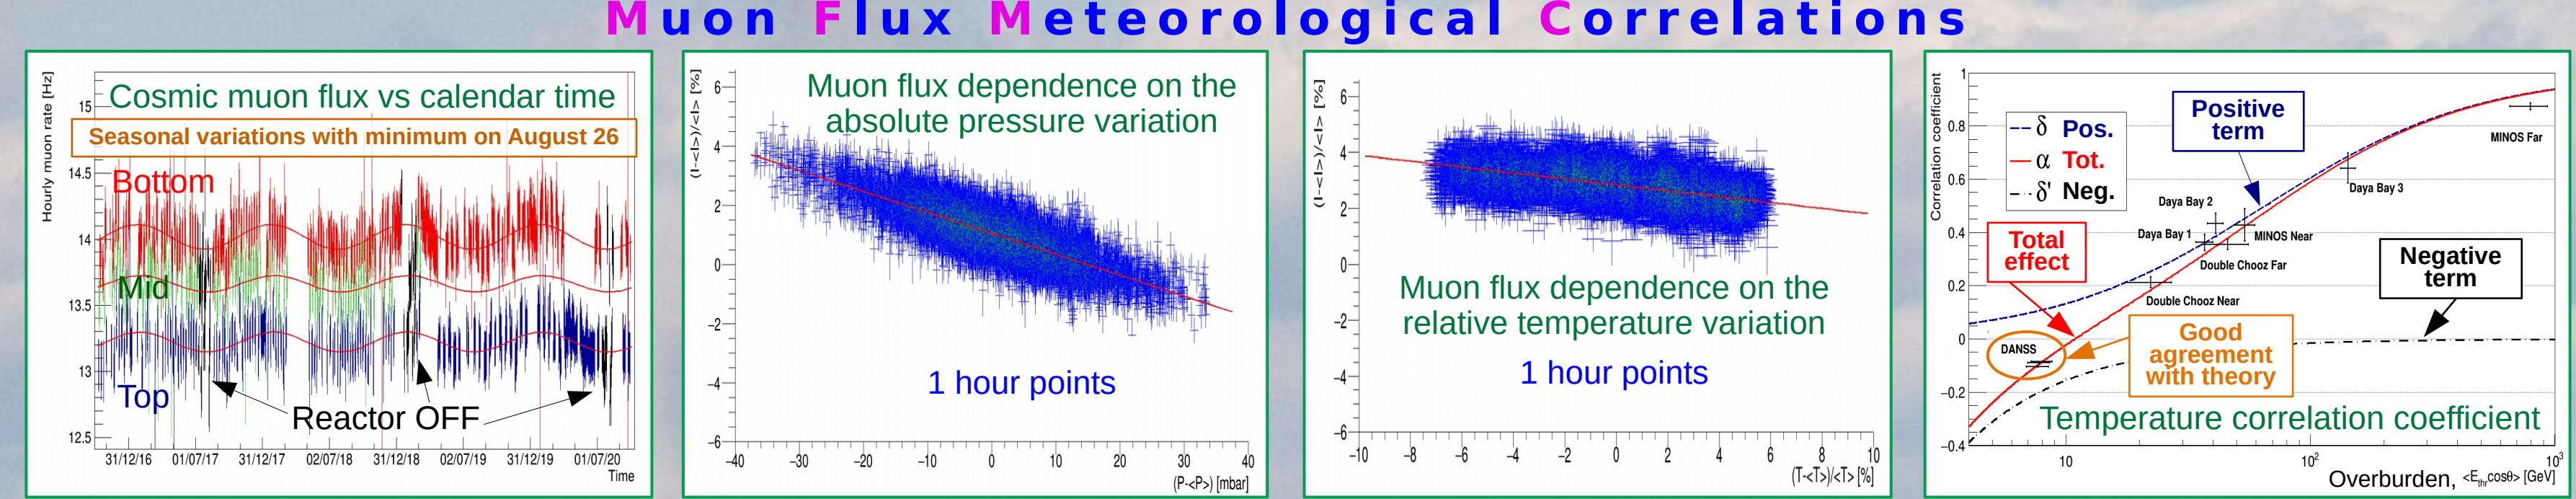 Muon Flux Meteorological Correlations
Hourly muon rate [Hz]
Cosmic muon flux vs calendar time
Seasonal variations with minimum on August 26
15
14.5
14
13.5
13
12.5
Bottom
Mid
Top
Reactor OFF
31/12/16 01/07/17 31/12/17 02/07/18 31/12/18 02/07/19 31/12/19 01/07/20
Time
(I-<I>)/<I> [%]
Muon flux dependence on the
absolute pressure variation
1 hour points
6
4
2
0
−2
−4
−6
−40 −30 −20 −10 0 10 20 30 40
(P-<P>) [mbar]
(I-<I>)/<I> [%]
6
4
2
0
−2
−4
−6
Muon flux dependence on the
relative temperature variation
1 hour points
−10 −8 −6 −4 −2 0 2 4 6 8 10
(T-<T>)/<T> [%]
Correlation coefficient
1
0.8
0.6
0.4
0.2
0
−0.2
−0.4
δ Pos.
α Tot.
δ' Neg.
Positive
term
MINOS Far
Daya Bay 3
Daya Bay 2
Daya Bay 1
MINOS Near
Double Chooz Far
Double Chooz Near
Total
effect
Negative
term
DANSS
Good
agreement
with theory
Temperature correlation coefficient
10 10² 10³
Overburden, <Ethrcosθ> [GeV]